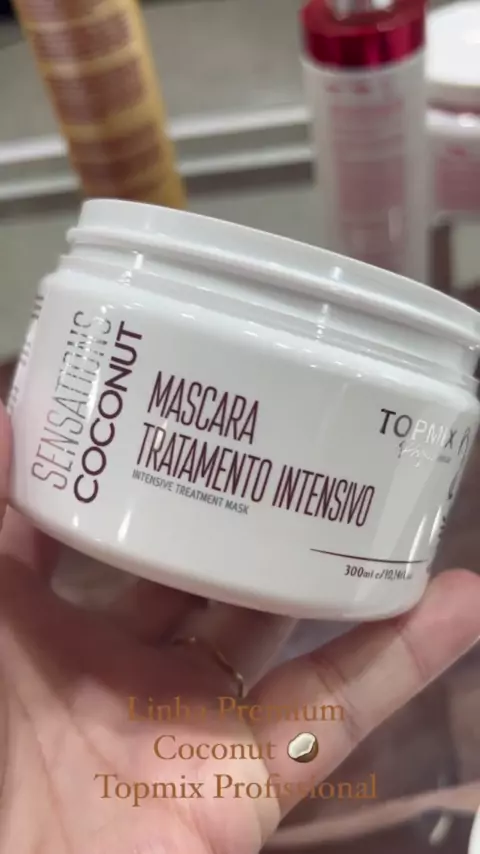 SENSATIONS
COCONUT
MASCARA
TRATAMENTO INTENSIVO
INTENSIVE TREATMENT MASK
TOPMIX
300ml
Linha Premium
Coconut 🥥
Topmix Profissional